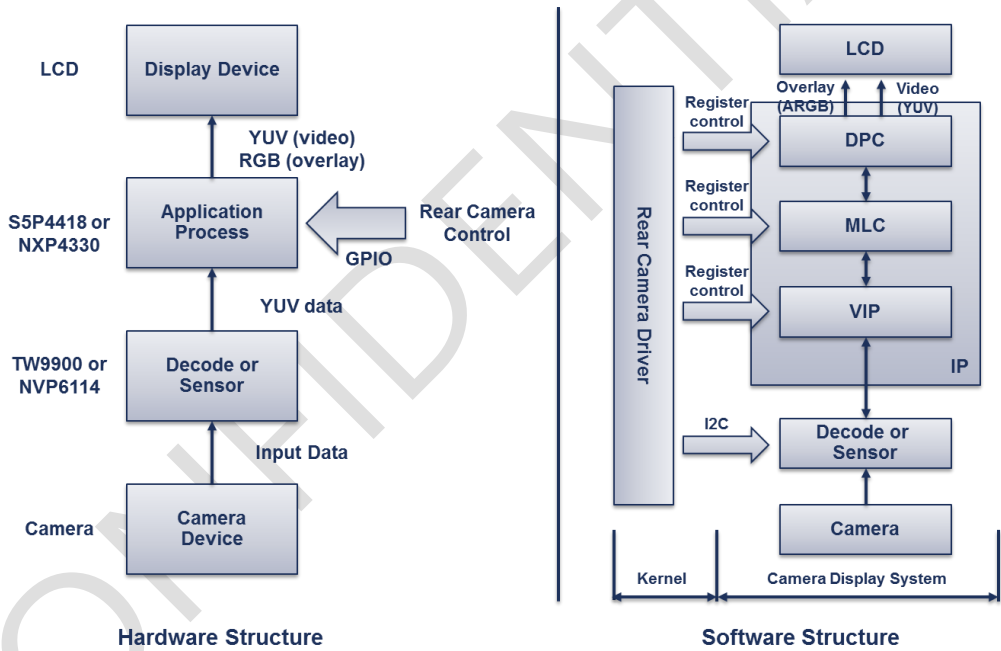 LCD
Display Device
YUV (video)
RGB (overlay)
S5P4418 or
NXP4330
Application
Process
Rear Camera
Control
GPIO
YUV data
TW9900 or
NVP6114
Decode or
Sensor
Input Data
Camera
Camera
Device
Hardware Structure
LCD
Overlay
(ARGB)
Video
(YUV)
Rear Camera Driver
Register
control
DPC
Register
control
MLC
Register
control
VIP
IP
I2C
Decode or
Sensor
Camera
Kernel
Camera Display System
Software Structure
ONFIDENTI